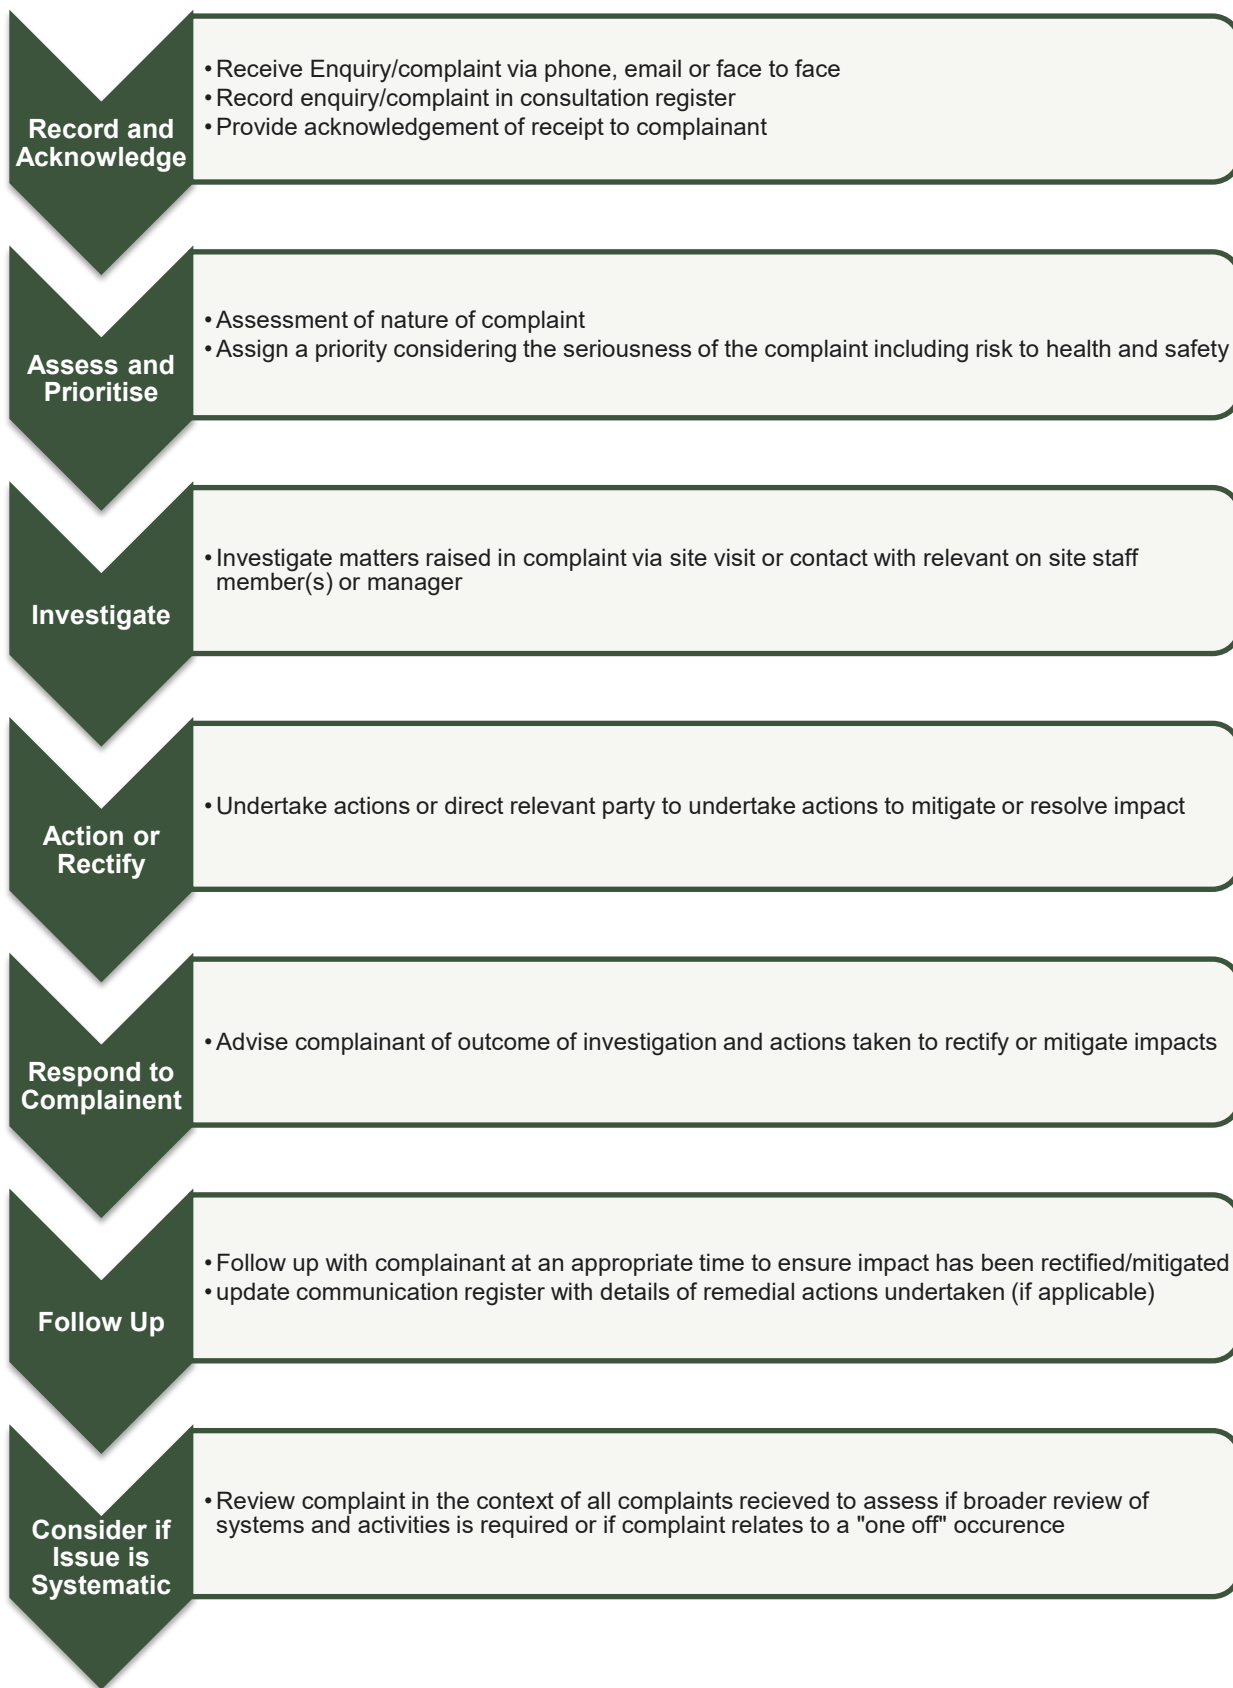 Record and
Acknowledge
• Receive Enquiry/complaint via phone, email or face to face
• Record enquiry/complaint in consultation register
• Provide acknowledgement of receipt to complainant
Assess and
Prioritise
• Assessment of nature of complaint
• Assign a priority considering the seriousness of the complaint including risk to health and safety
Investigate
• Investigate matters raised in complaint via site visit or contact with relevant on site staff
member(s) or manager
Action or
Rectify
• Undertake actions or direct relevant party to undertake actions to mitigate or resolve impact
Respond to
Complainent
• Advise complainant of outcome of investigation and actions taken to rectify or mitigate impacts
Follow Up
• Follow up with complainant at an appropriate time to ensure impact has been rectified/mitigated
• update communication register with details of remedial actions undertaken (if applicable)
Consider if
Issue is
Systematic
• Review complaint in the context of all complaints recieved to assess if broader review of
systems and activities is required or if complaint relates to a "one off" occurence